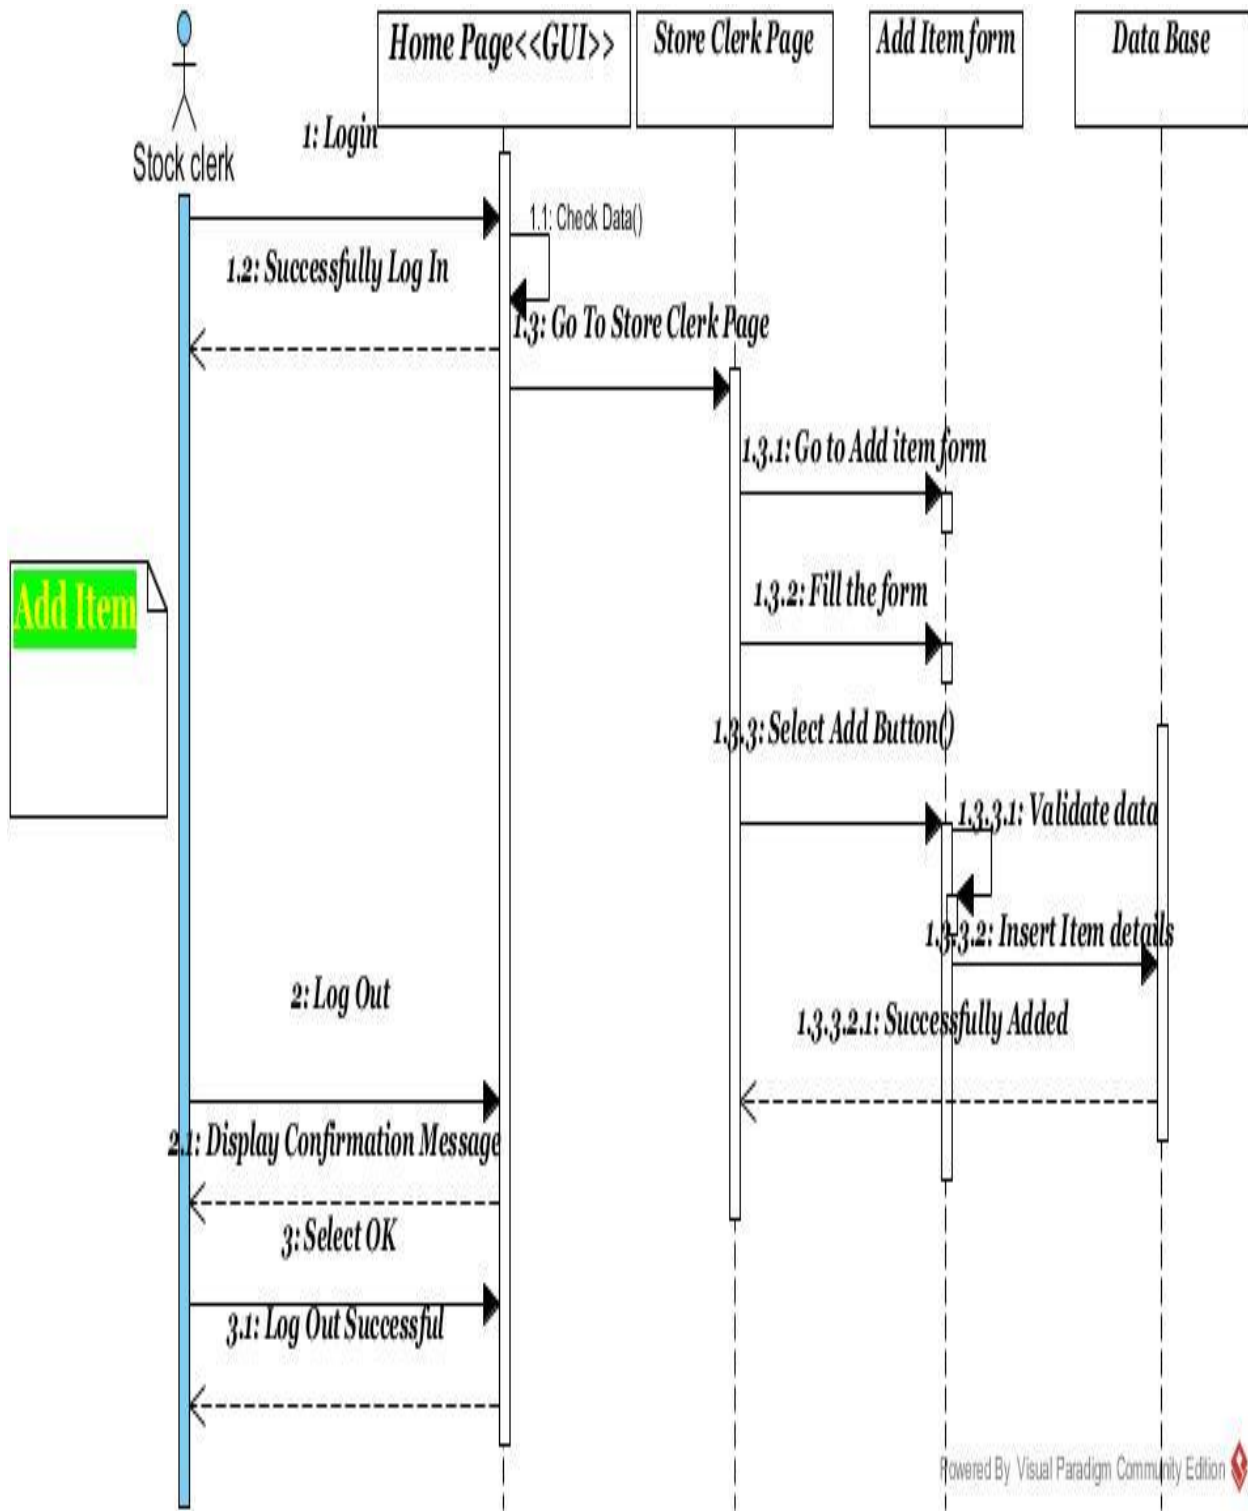 Home Page<<GUI>>
Store Clerk Page
Add Item form
Data Base
Stock clerk
1: Login
1.1: Check Data()
1.2: Successfully Log In
1.3: Go To Store Clerk Page
1.3.1: Go to Add item form
Add Item
1.3.2: Fill the form
1.3.3: Select Add Button()
1.3.3.1: Validate data
1.3.3.2: Insert Item details
2: Log Out
1.3.3.2.1: Successfully Added
2.1: Display Confirmation Message
3: Select OK
3.1: Log Out Successful
Powered By Visual Paradigm Community Edition